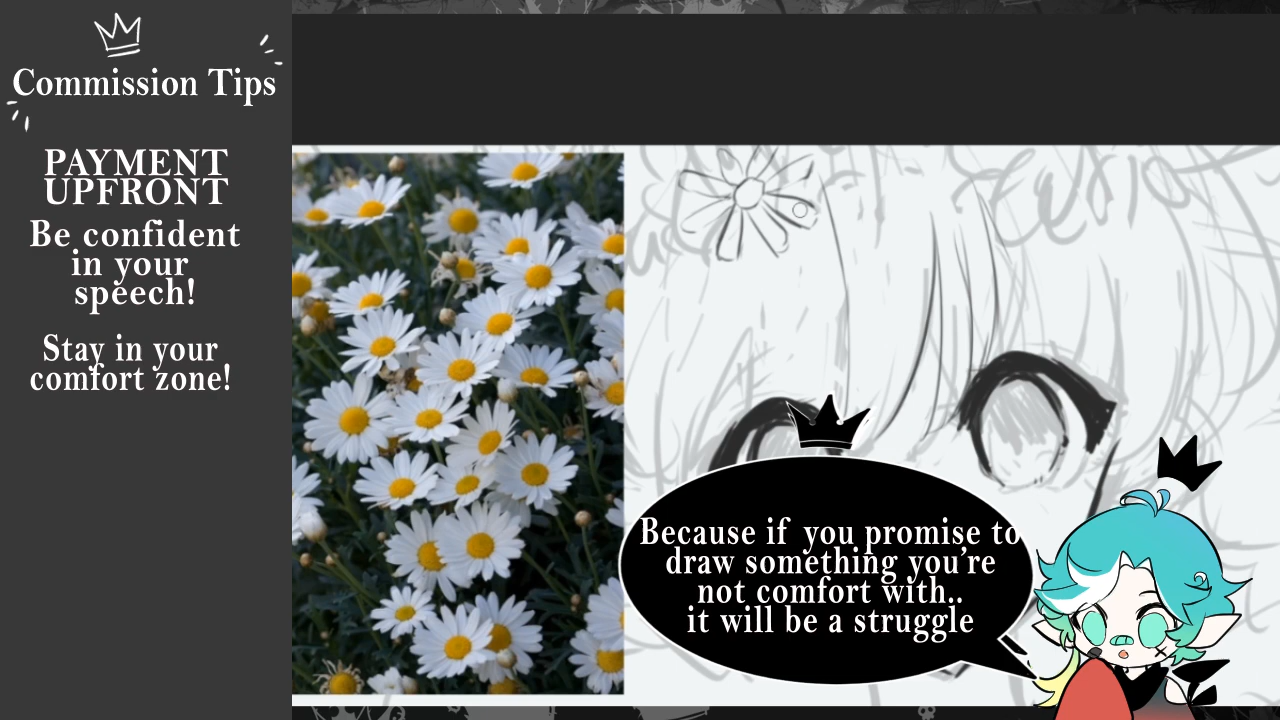 Commission Tips
PAYMENT
UPFRONT
Be confident
in your
speech!
Stay in your
comfort zone!
Because if you promise to
draw something you're
not comfort with..
it will be a struggle